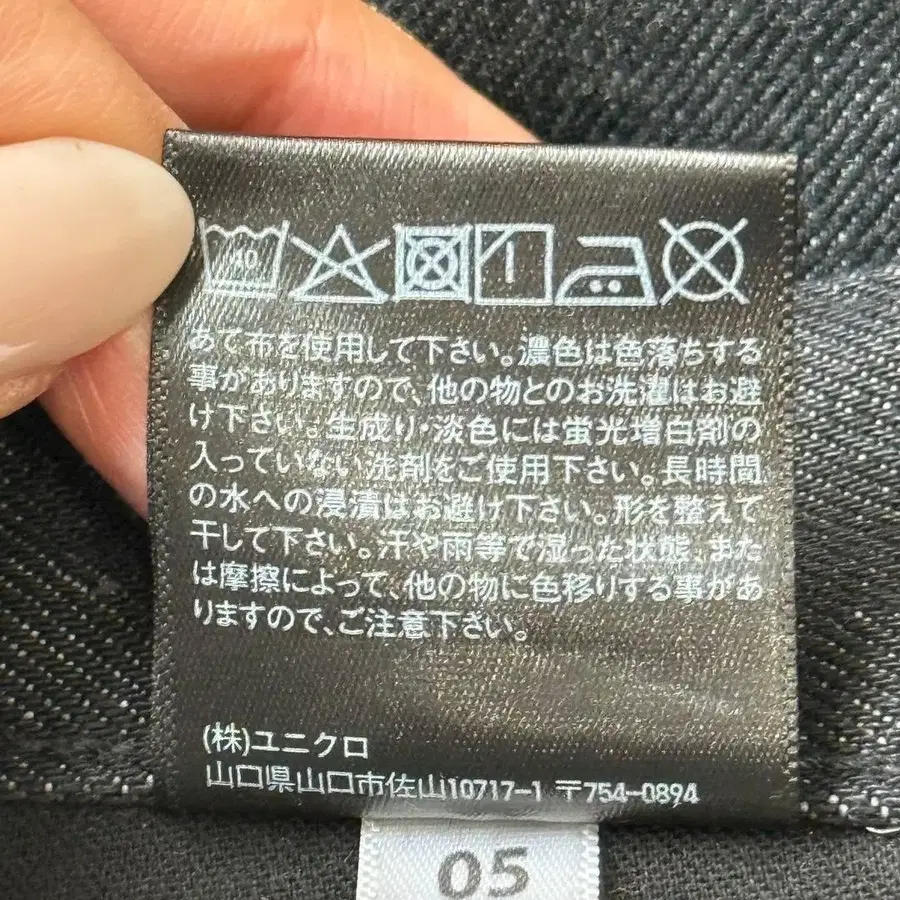 40
あて布を使用して下さい。濃色は色落ちする
事がありますので、他の物とのお洗濯はお避
け下さい。生成り・淡色には蛍光増白剤の
入っていない洗剤をご使用下さい。長時間
の水への浸漬はお避け下さい。形を整えて
干して下さい。汗や雨等で湿った状態、また
は摩擦によって、他の物に色移りする事があ
りますので、ご注意下さい。
(株)ユニクロ
山口県山口市佐山10717-1 〒754-0894
05